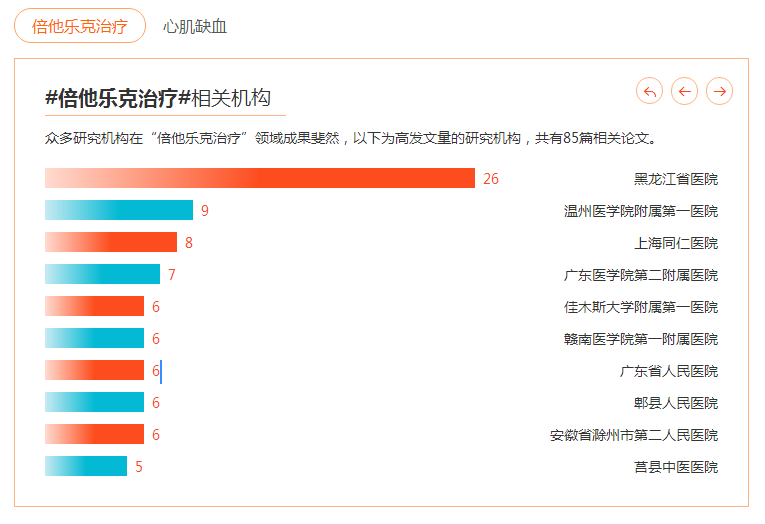 倍他乐克治疗 心肌缺血
#倍他乐克治疗#相关机构
众多研究机构在“倍他乐克治疗”领域成果斐然，以下为高发文量的研究机构，共有85篇相关论文。
26 黑龙江省医院
9 温州医学院附属第一医院
8 上海同仁医院
7 广东医学院第二附属医院
6 佳木斯大学附属第一医院
6 赣南医学院第一附属医院
6 广东省人民医院
6 郫县人民医院
6 安徽省滁州市第二人民医院
5 莒县中医医院